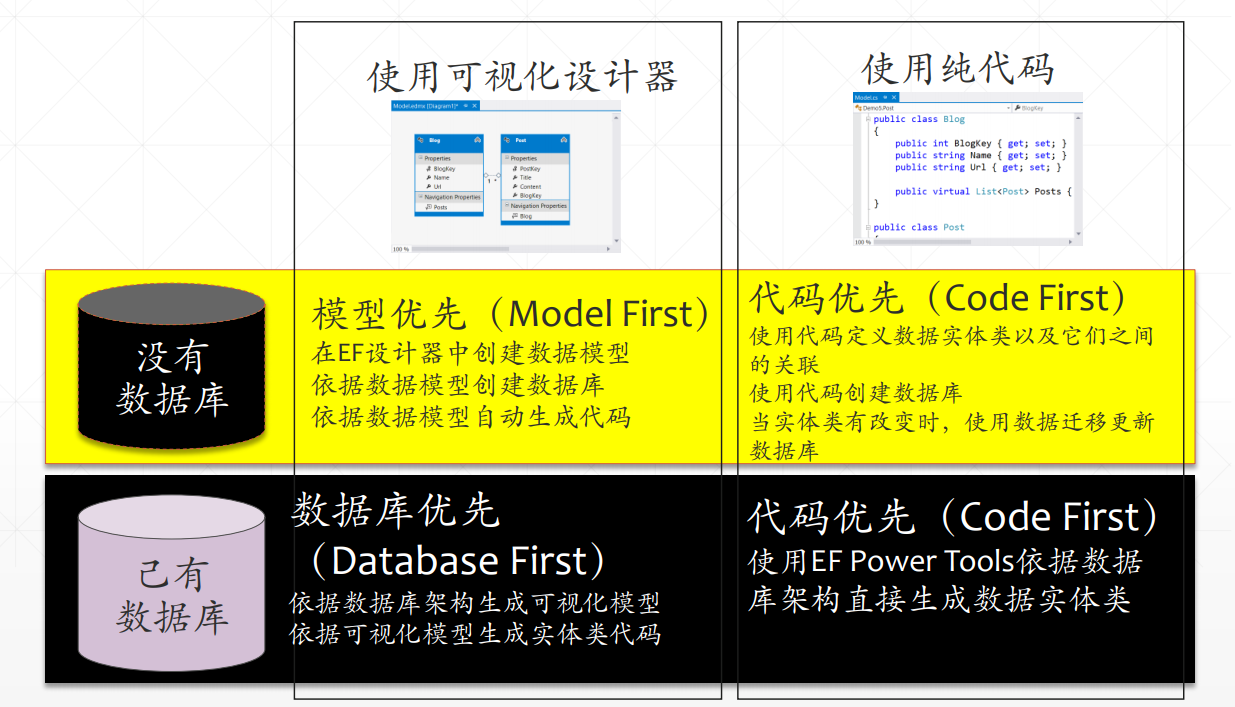 使用可视化设计器
Model.edmx [Diagram1]*
Blog
Properties
BlogKey
Name
Url
Navigation Properties
Posts
1
*
Post
Properties
PostKey
Title
Content
BlogKey
Navigation Properties
Blog
100 %
使用纯代码
Model.cs
Demo5.Post
BlogKey
public class Blog
{
public int BlogKey { get; set; }
public string Name { get; set; }
public string Url { get; set; }
public virtual List<Post> Posts {
}
public class Post
100 %
没有
数据库
模型优先（Model First）
在EF设计器中创建数据模型
依据数据模型创建数据库
依据数据模型自动生成代码
代码优先（Code First）
使用代码定义数据实体类以及它们之间
的关联
使用代码创建数据库
当实体类有改变时，使用数据迁移更新
数据库
已有
数据库
数据库优先
（Database First）
依据数据库架构生成可视化模型
依据可视化模型生成实体类代码
代码优先（Code First）
使用EF Power Tools依据数据
库架构直接生成数据实体类